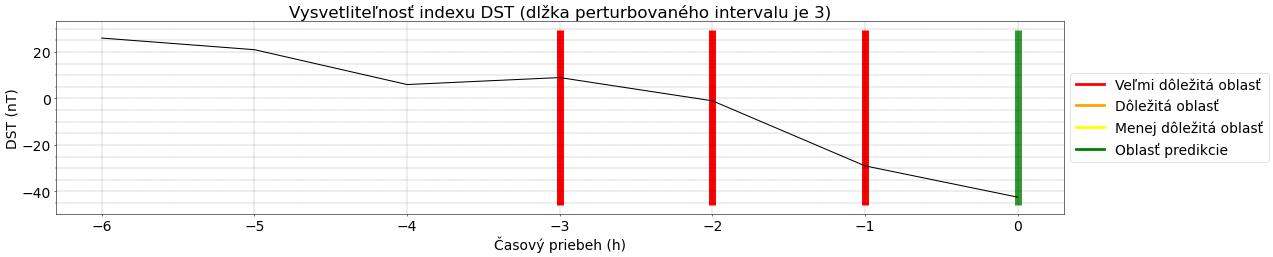 Vysvetliteľnosť indexu DST (dĺžka perturbovaného intervalu je 3)
DST (nT)
20
0
−20
−40
−6 −5 −4 −3 −2 −1 0
Časový priebeh (h)
Veľmi dôležitá oblasť
Dôležitá oblasť
Menej dôležitá oblasť
Oblasť predikcie